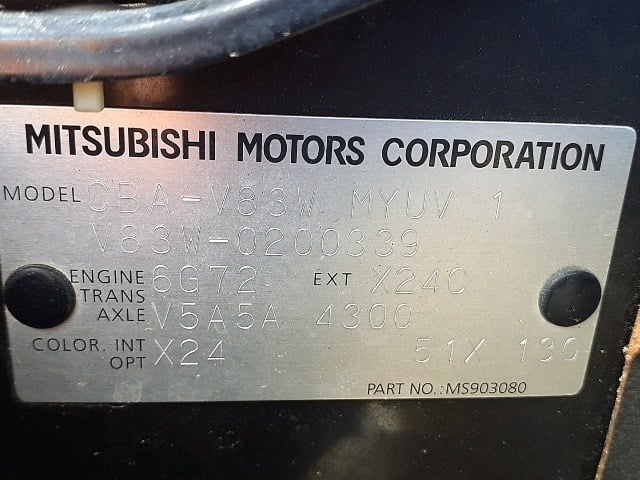 MITSUBISHI MOTORS CORPORATION
MODEL CBA-V83W MYUV 1
V83W-0200339
ENGINE 6G72 EXT X24C
TRANS
AXLE V5A5A 4300
COLOR. INT X24 51X 130
OPT
PART NO.:MS903080